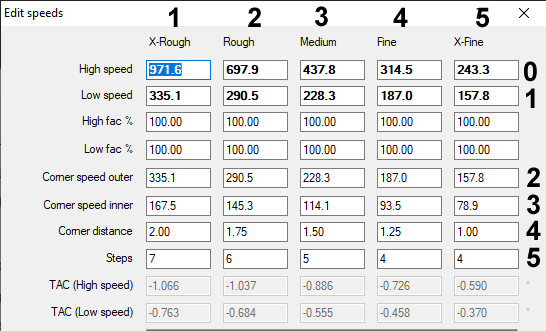 Edit speeds 1 2 3 4 5
X-Rough Rough Medium Fine X-Fine
High speed 971.6 697.9 437.8 314.5 243.3 0
Low speed 335.1 290.5 228.3 187.0 157.8 1
High fac % 100.00 100.00 100.00 100.00 100.00
Low fac % 100.00 100.00 100.00 100.00 100.00
Corner speed outer 335.1 290.5 228.3 187.0 157.8 2
Corner speed inner 167.5 145.3 114.1 93.5 78.9 3
Corner distance 2.00 1.75 1.50 1.25 1.00 4
Steps 7 6 5 4 4 5
TAC (High speed) -1.066 -1.037 -0.886 -0.726 -0.590 °
TAC (Low speed) -0.763 -0.684 -0.555 -0.458 -0.370 °